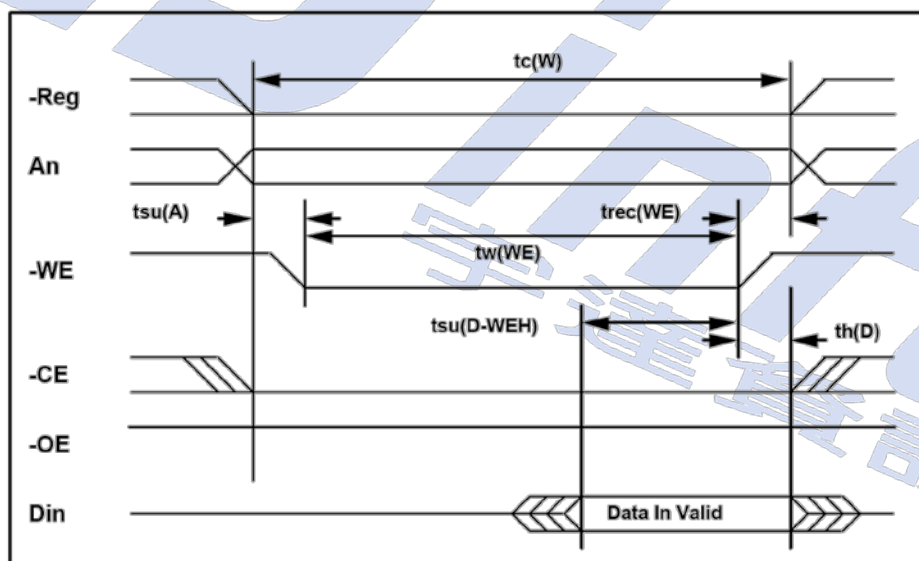 tc(W)
-Reg
An
tsu(A)
trec(WE)
tw(WE)
-WE
tsu(D-WEH)
th(D)
-CE
-OE
Din
Data In Valid